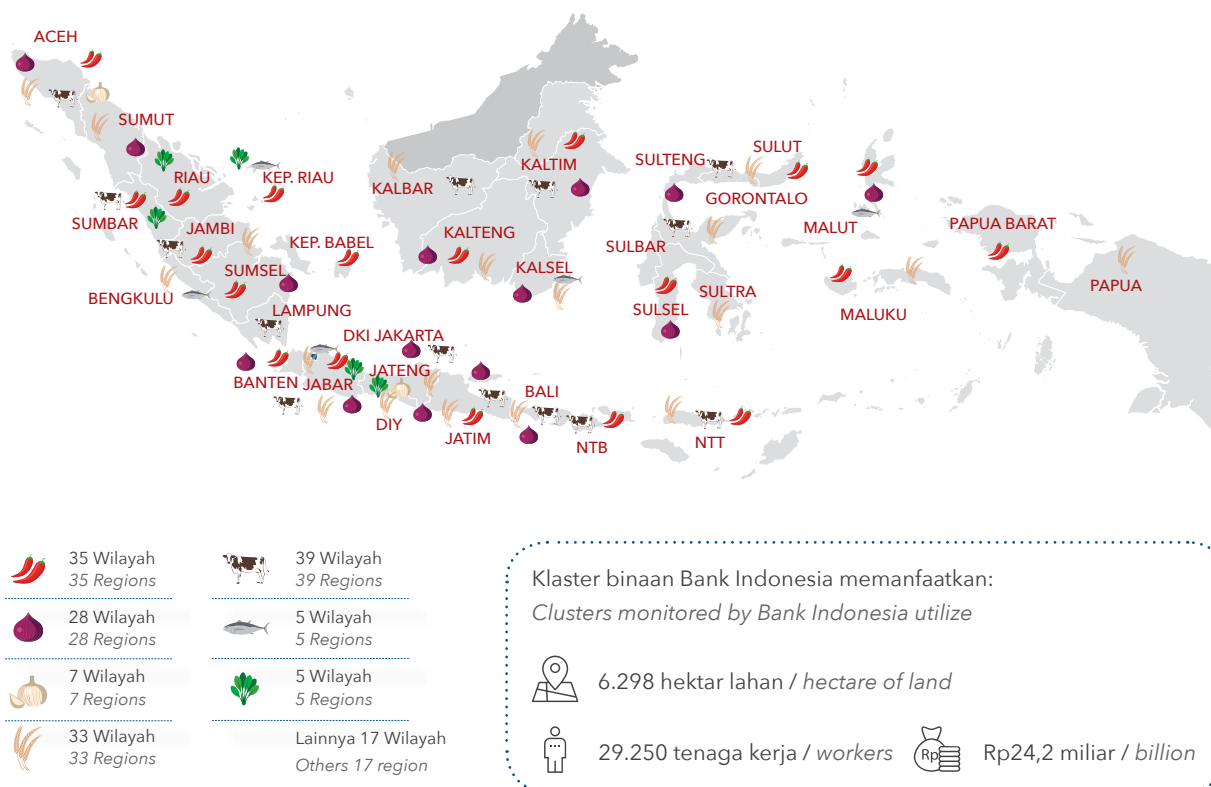 ACEH
SUMUT
RIAU
KEP. RIAU
SUMBAR
JAMBI
KEP. BABEL
SUMSEL
BENGKULU
LAMPUNG
DKI JAKARTA
BANTEN
JABAR
JATENG
DIY
JATIM
BALI
NTB
NTT
KALBAR
KALTIM
KALTENG
KALSEL
SULTENG
SULUT
GORONTALO
SULBAR
SULSEL
SULTRA
MALUT
MALUKU
PAPUA BARAT
PAPUA
35 Wilayah
35 Regions
28 Wilayah
28 Regions
7 Wilayah
7 Regions
33 Wilayah
33 Regions
39 Wilayah
39 Regions
5 Wilayah
5 Regions
5 Wilayah
5 Regions
Lainnya 17 Wilayah
Others 17 region
Klaster binaan Bank Indonesia memanfaatkan:
Clusters monitored by Bank Indonesia utilize
6.298 hektar lahan / hectare of land
29.250 tenaga kerja / workers
Rp
Rp24,2 miliar / billion